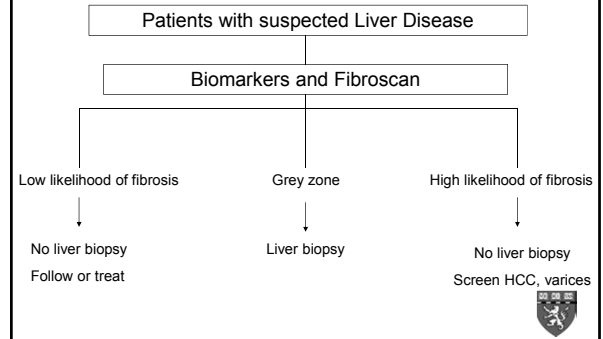 Patients with suspected Liver Disease
Biomarkers and Fibroscan
Low likelihood of fibrosis
Grey zone
High likelihood of fibrosis
No liver biopsy
Follow or treat
Liver biopsy
No liver biopsy
Screen HCC, varices